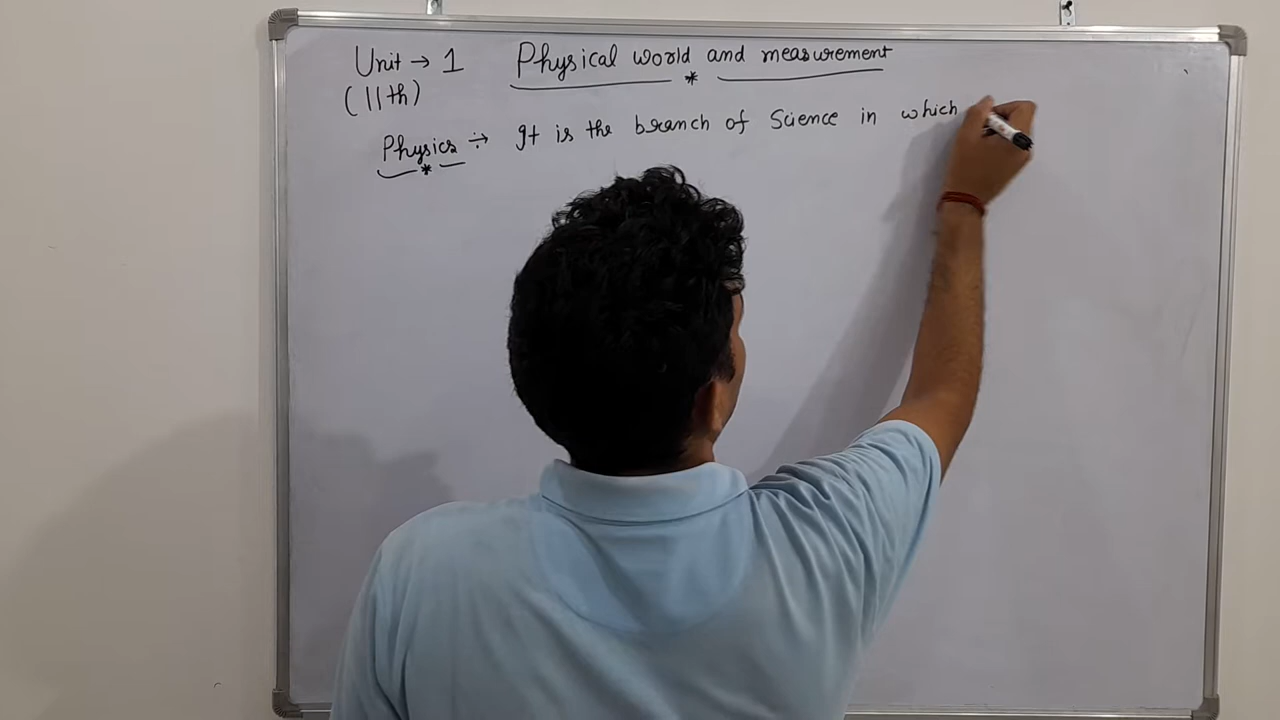 Unit → 1 Physical world and measurement
(11th)
Physics ÷> It is the branch of Science in which